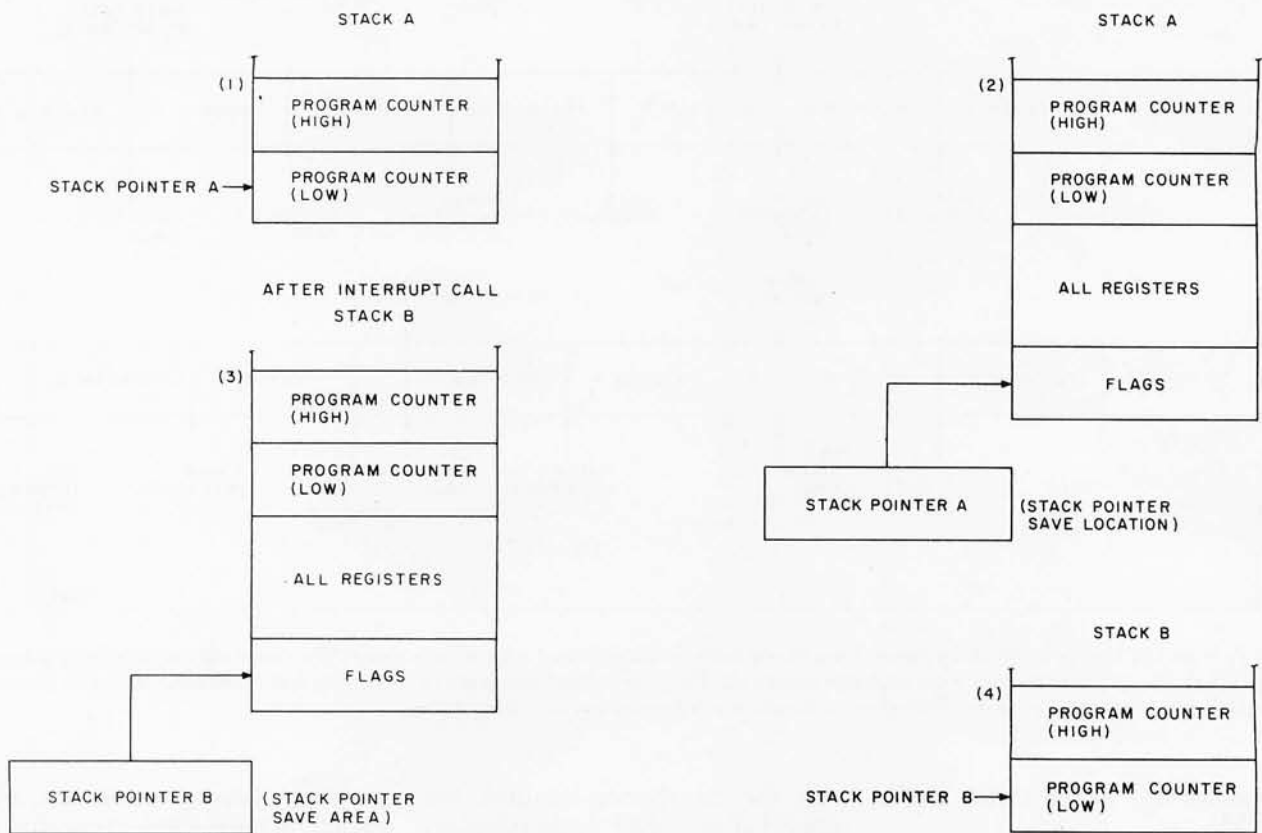 STACK A
(1)
PROGRAM COUNTER
(HIGH)
STACK POINTER A
PROGRAM COUNTER
(LOW)
AFTER INTERRUPT CALL
STACK B
(3)
PROGRAM COUNTER
(HIGH)
PROGRAM COUNTER
(LOW)
ALL REGISTERS
FLAGS
STACK POINTER B
(STACK POINTER
SAVE AREA)
STACK A
(2)
PROGRAM COUNTER
(HIGH)
PROGRAM COUNTER
(LOW)
ALL REGISTERS
FLAGS
STACK POINTER A
(STACK POINTER
SAVE LOCATION)
STACK B
(4)
PROGRAM COUNTER
(HIGH)
STACK POINTER B
PROGRAM COUNTER
(LOW)